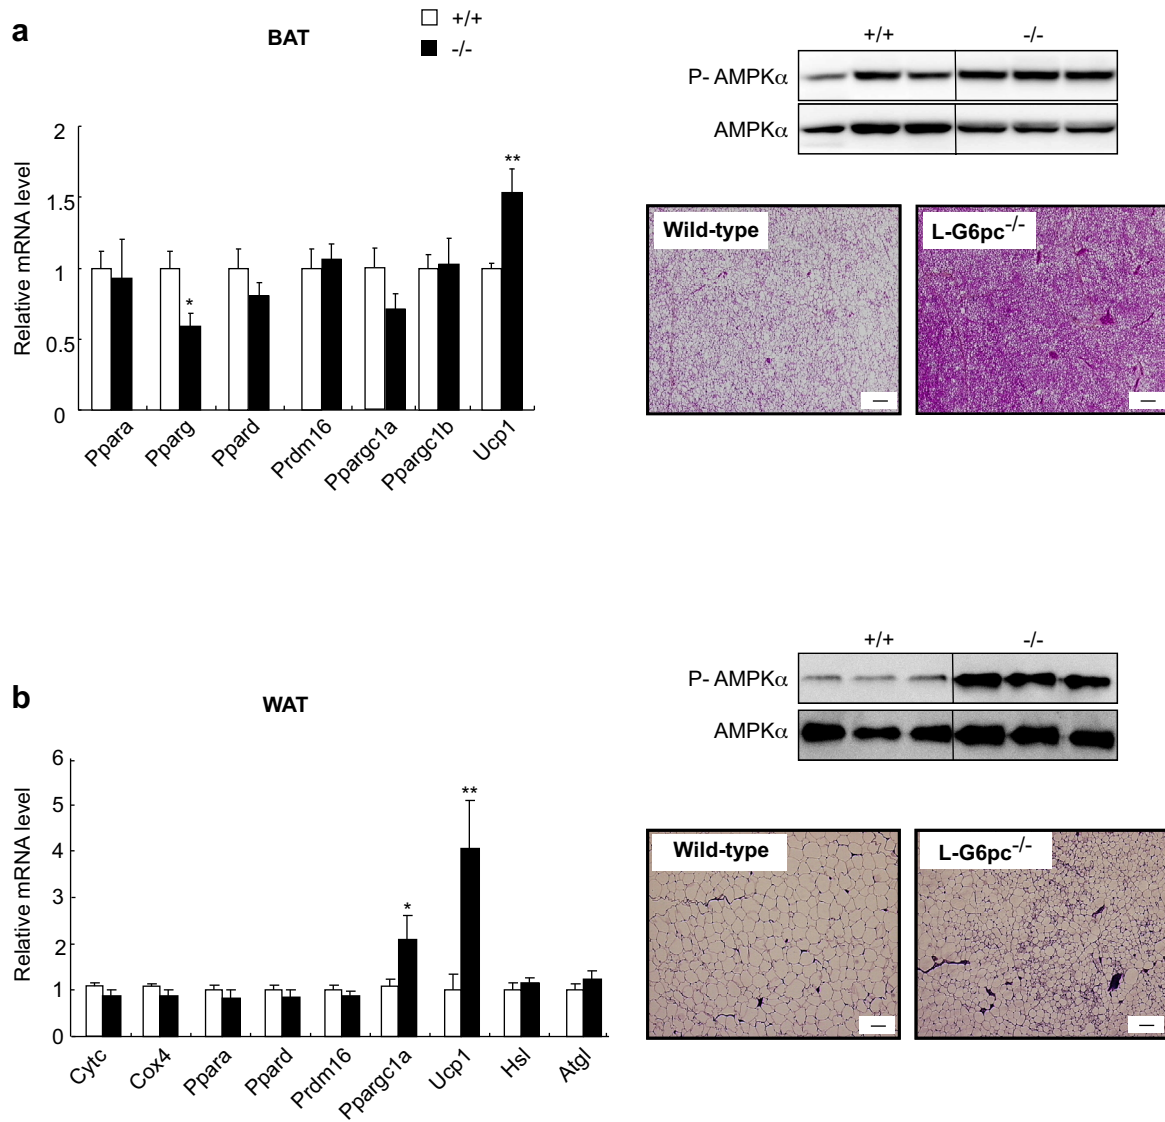 a
BAT
+/+
-/-
Relative mRNA level
2
1.5
1
0.5
0
*
**
Ppara
Pparg
Ppard
Prdm16
Ppargc1a
Ppargc1b
Ucp1
+/+ -/-
P- AMPKα
AMPKα
Wild-type
L-G6pc-/-
b
WAT
Relative mRNA level
6
5
4
3
2
1
0
*
**
Cytc
Cox4
Ppara
Ppard
Prdm16
Ppargc1a
Ucp1
Hsl
Atgl
+/+ -/-
P- AMPKα
AMPKα
Wild-type
L-G6pc-/-